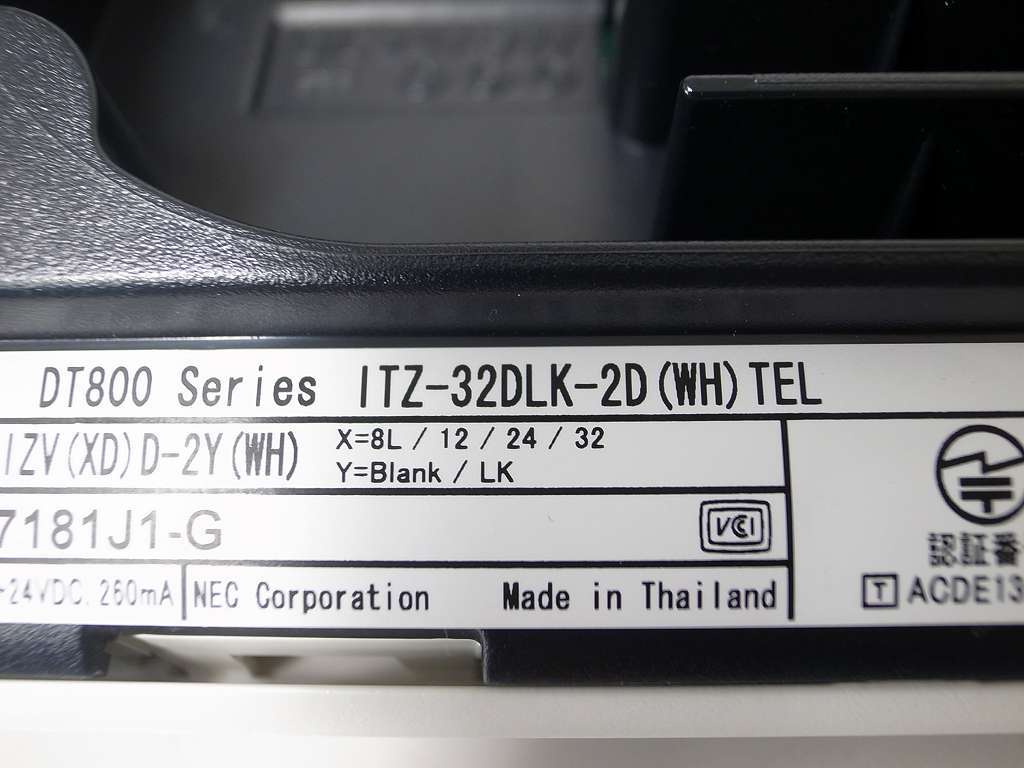 DT800 Series ITZ-32DLK-2D(WH)TEL
IZV(XD)D-2Y(WH) X=8L / 12 / 24 / 32
Y=Blank / LK
7181J1-G
VCCI
-24VDC, 260mA NEC Corporation Made in Thailand
認証番
T ACDE13